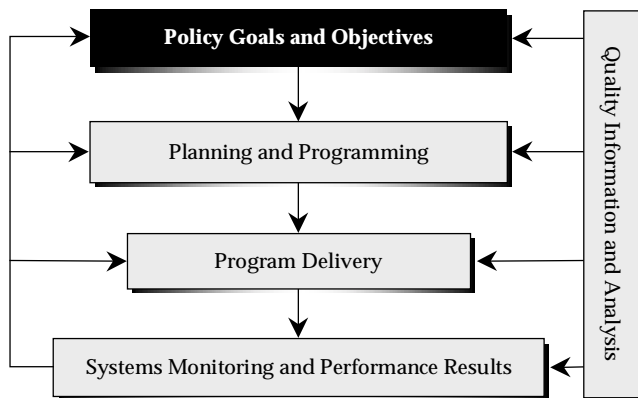 Policy Goals and Objectives
Planning and Programming
Program Delivery
Systems Monitoring and Performance Results
Quality Information and Analysis